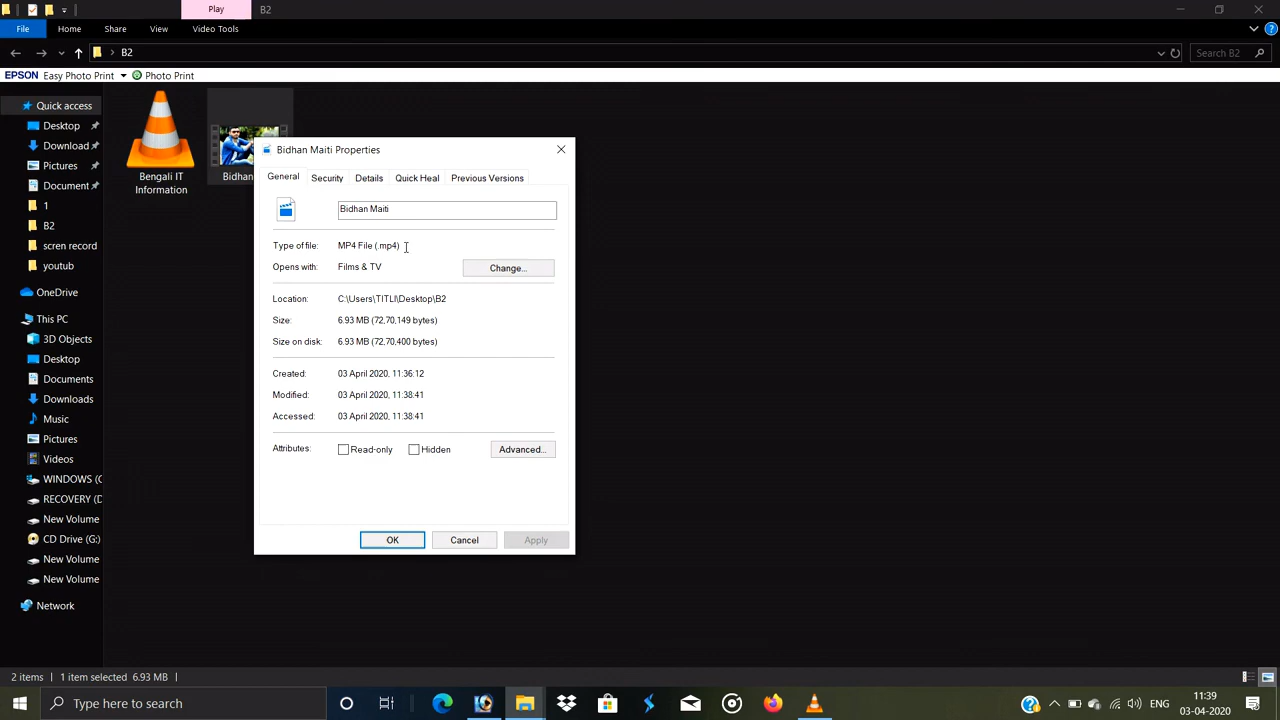 Play
B2
File
Home
Share
View
Video Tools
B2
Search B2
EPSON Easy Photo Print
Photo Print
Quick access
Desktop
Download
Pictures
Document
1
B2
scren record
youtub
OneDrive
This PC
3D Objects
Desktop
Documents
Downloads
Music
Pictures
Videos
WINDOWS (C
RECOVERY (D
New Volume
CD Drive (G:)
New Volume
New Volume
Network
Bengali IT
Information
Bidhan
Bidhan Maiti Properties
General
Security
Details
Quick Heal
Previous Versions
Bidhan Maiti
Type of file: MP4 File (.mp4)
Opens with: Films & TV
Change...
Location: C:\Users\TITLI\Desktop\B2
Size: 6.93 MB (72,70,149 bytes)
Size on disk: 6.93 MB (72,70,400 bytes)
Created: 03 April 2020, 11:36:12
Modified: 03 April 2020, 11:38:41
Accessed: 03 April 2020, 11:38:41
Attributes: Read-only Hidden Advanced...
OK
Cancel
Apply
2 items
1 item selected 6.93 MB
Type here to search
ENG
11:39
03-04-2020